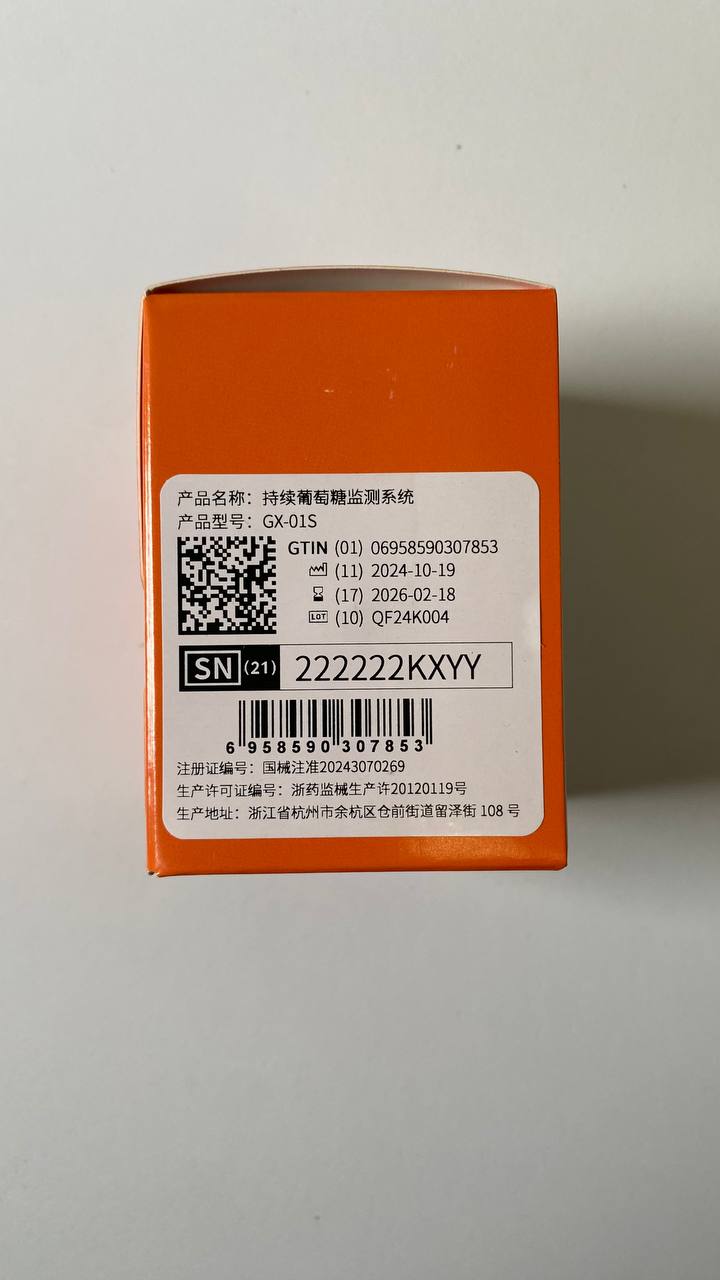 产品名称：持续葡萄糖监测系统
产品型号：GX-01S
GTIN (01) 06958590307853
(11) 2024-10-19
(17) 2026-02-18
LOT (10) QF24K004
SN (21) 222222KXYY
6 958590 307853
注册证编号：国械注准20243070269
生产许可证编号：浙药监械生产许20120119号
生产地址：浙江省杭州市余杭区仓前街道留泽街 108 号